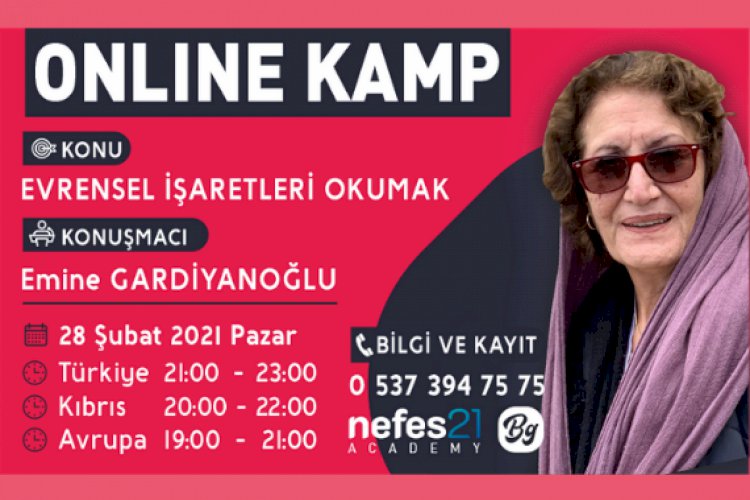 ONLINE KAMP
KONU
EVRENSEL İŞARETLERİ OKUMAK
KONUŞMACI
Emine GARDİYANOĞLU
28 Şubat 2021 Pazar
Türkiye 21:00 - 23:00
Kıbrıs 20:00 - 22:00
Avrupa 19:00 - 21:00
BİLGİ VE KAYIT
0 537 394 75 75
nefes21
ACADEMY
Bg